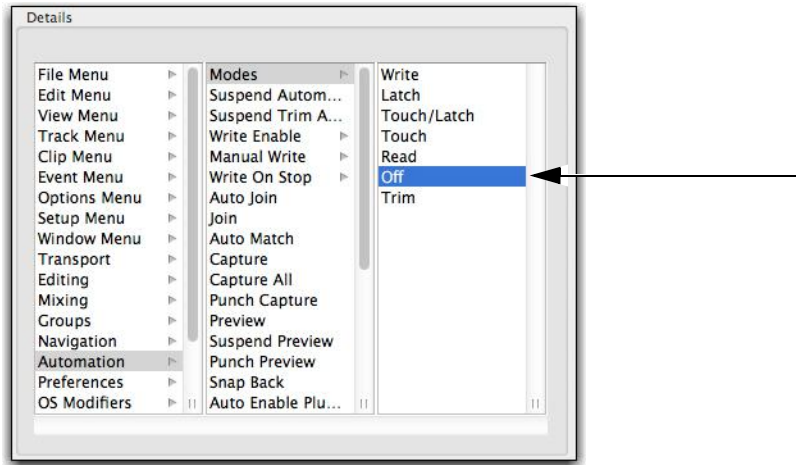 Details
File Menu
Edit Menu
View Menu
Track Menu
Clip Menu
Event Menu
Options Menu
Setup Menu
Window Menu
Transport
Editing
Mixing
Groups
Navigation
Automation
Preferences
OS Modifiers
Modes
Suspend Autom...
Suspend Trim A...
Write Enable
Manual Write
Write On Stop
Auto Join
Join
Auto Match
Capture
Capture All
Punch Capture
Preview
Suspend Preview
Punch Preview
Snap Back
Auto Enable Plu...
Write
Latch
Touch/Latch
Touch
Read
Off
Trim